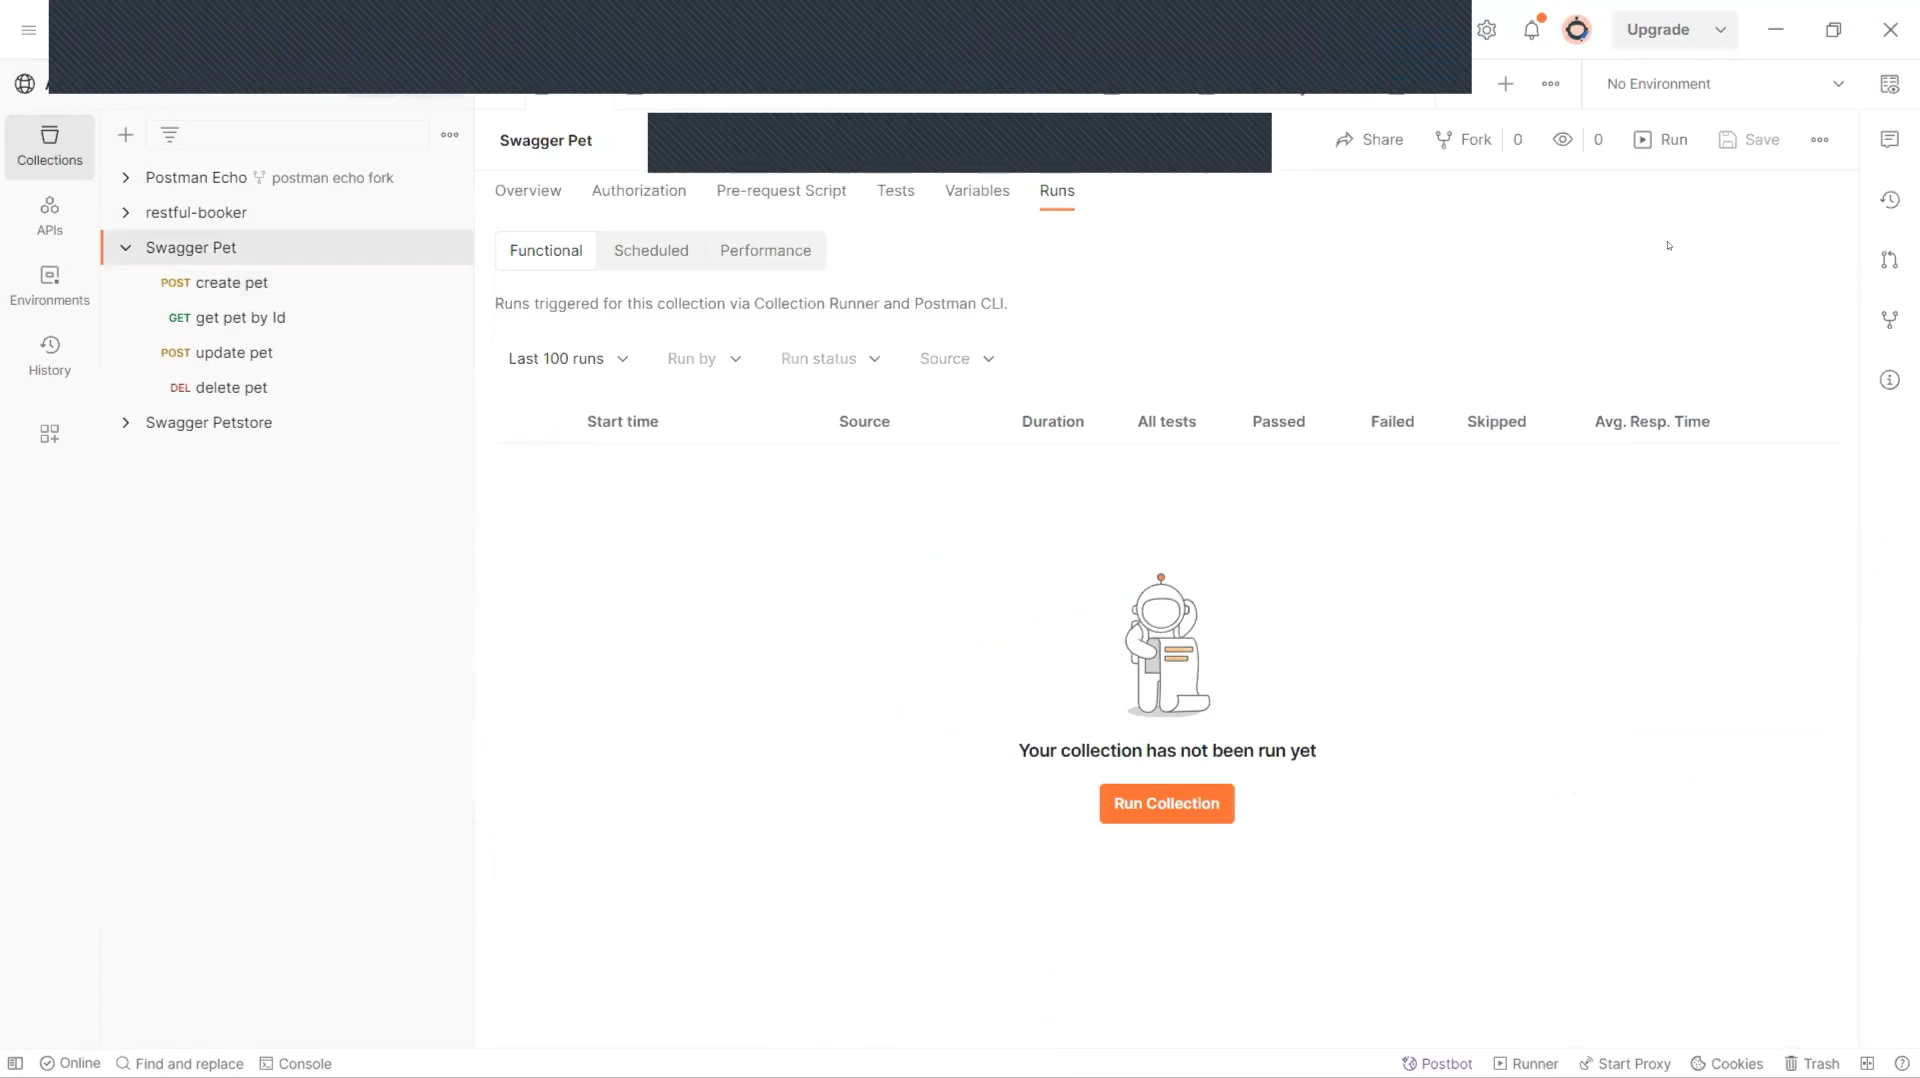 Upgrade
No Environment
Collections
APIs
Environments
History
Postman Echo postman echo fork
restful-booker
Swagger Pet
POST create pet
GET get pet by Id
POST update pet
DEL delete pet
Swagger Petstore
Swagger Pet
Share Fork 0 0 Run Save
Overview Authorization Pre-request Script Tests Variables Runs
Functional Scheduled Performance
Runs triggered for this collection via Collection Runner and Postman CLI.
Last 100 runs Run by Run status Source
Start time Source Duration All tests Passed Failed Skipped Avg. Resp. Time
Your collection has not been run yet
Run Collection
Online Find and replace Console Postbot Runner Start Proxy Cookies Trash